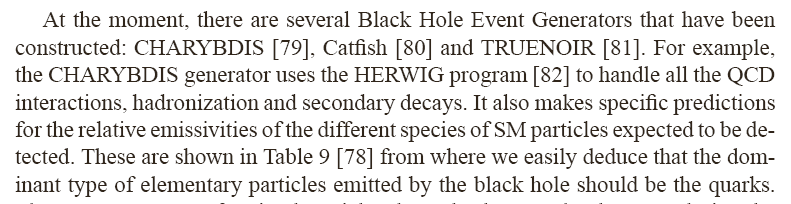 At the moment, there are several Black Hole Event Generators that have been
constructed: CHARYBDIS [79], Catfish [80] and TRUENOIR [81]. For example,
the CHARYBDIS generator uses the HERWIG program [82] to handle all the QCD
interactions, hadronization and secondary decays. It also makes specific predictions
for the relative emissivities of the different species of SM particles expected to be de-
tected. These are shown in Table 9 [78] from where we easily deduce that the dom-
inant type of elementary particles emitted by the black hole should be the quarks.